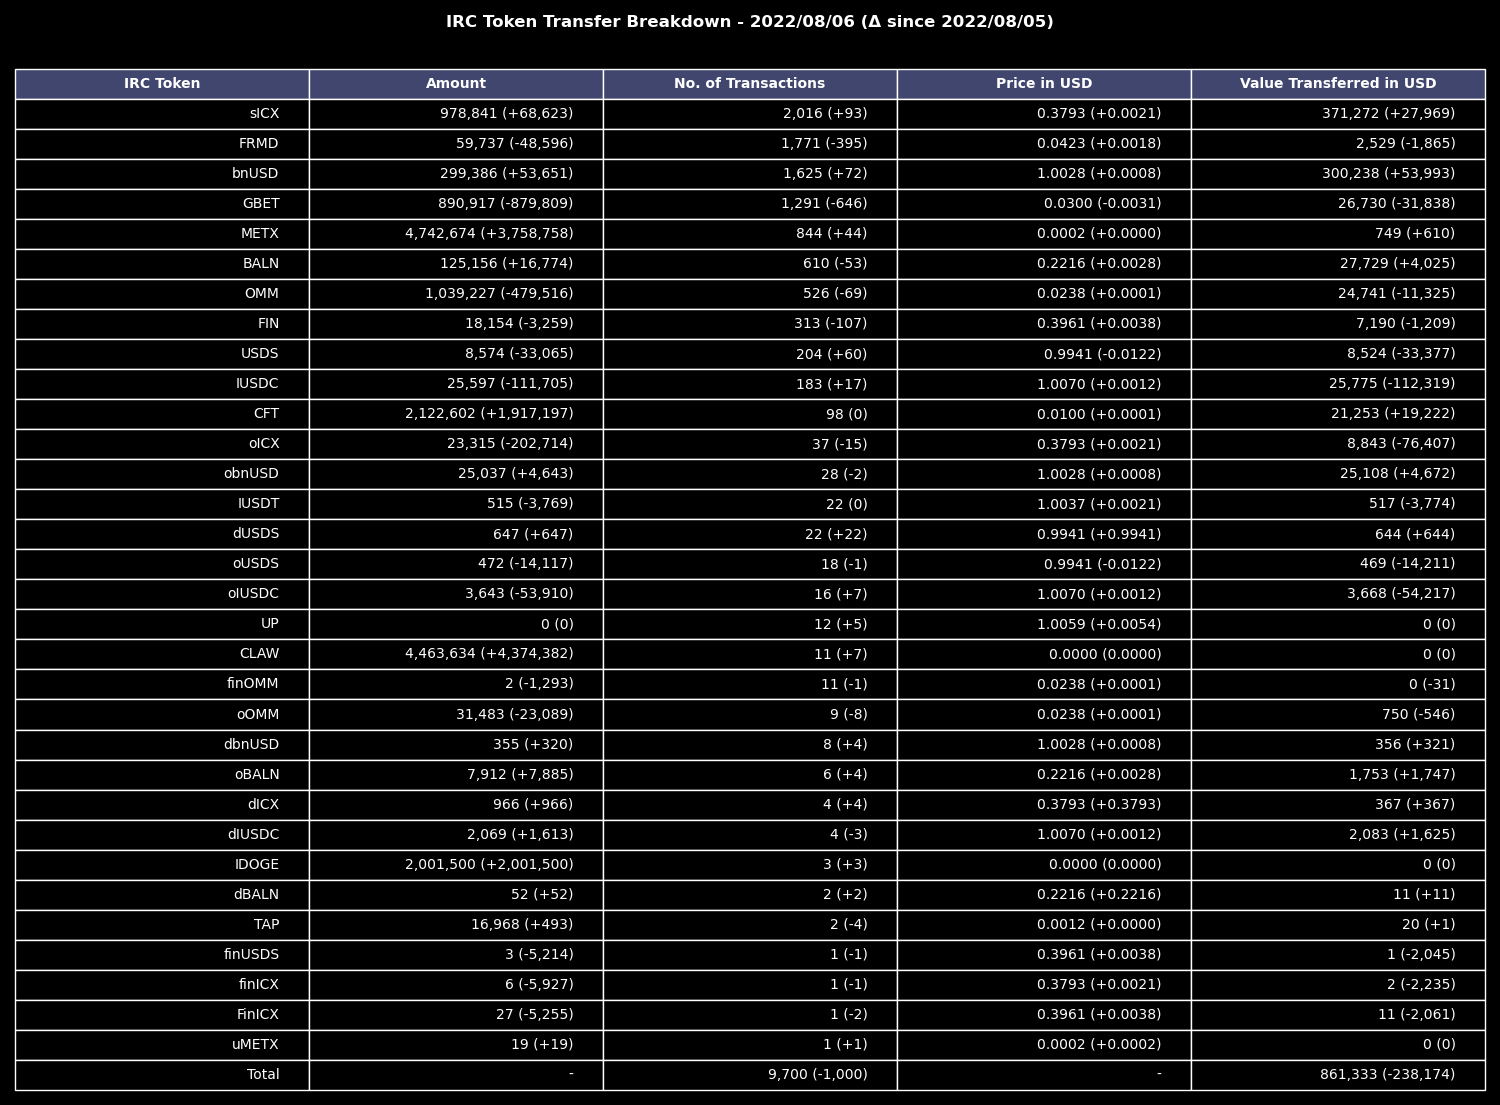 IRC Token Transfer Breakdown - 2022/08/06 (Δ since 2022/08/05)
IRC Token Amount No. of Transactions Price in USD Value Transferred in USD
sICX 978,841 (+68,623) 2,016 (+93) 0.3793 (+0.0021) 371,272 (+27,969)
FRMD 59,737 (-48,596) 1,771 (-395) 0.0423 (+0.0018) 2,529 (-1,865)
bnUSD 299,386 (+53,651) 1,625 (+72) 1.0028 (+0.0008) 300,238 (+53,993)
GBET 890,917 (-879,809) 1,291 (-646) 0.0300 (-0.0031) 26,730 (-31,838)
METX 4,742,674 (+3,758,758) 844 (+44) 0.0002 (+0.0000) 749 (+610)
BALN 125,156 (+16,774) 610 (-53) 0.2216 (+0.0028) 27,729 (+4,025)
OMM 1,039,227 (-479,516) 526 (-69) 0.0238 (+0.0001) 24,741 (-11,325)
FIN 18,154 (-3,259) 313 (-107) 0.3961 (+0.0038) 7,190 (-1,209)
USDS 8,574 (-33,065) 204 (+60) 0.9941 (-0.0122) 8,524 (-33,377)
IUSDC 25,597 (-111,705) 183 (+17) 1.0070 (+0.0012) 25,775 (-112,319)
CFT 2,122,602 (+1,917,197) 98 (0) 0.0100 (+0.0001) 21,253 (+19,222)
oICX 23,315 (-202,714) 37 (-15) 0.3793 (+0.0021) 8,843 (-76,407)
obnUSD 25,037 (+4,643) 28 (-2) 1.0028 (+0.0008) 25,108 (+4,672)
IUSDT 515 (-3,769) 22 (0) 1.0037 (+0.0021) 517 (-3,774)
dUSDS 647 (+647) 22 (+22) 0.9941 (+0.9941) 644 (+644)
oUSDS 472 (-14,117) 18 (-1) 0.9941 (-0.0122) 469 (-14,211)
oIUSDC 3,643 (-53,910) 16 (+7) 1.0070 (+0.0012) 3,668 (-54,217)
UP 0 (0) 12 (+5) 1.0059 (+0.0054) 0 (0)
CLAW 4,463,634 (+4,374,382) 11 (+7) 0.0000 (0.0000) 0 (0)
finOMM 2 (-1,293) 11 (-1) 0.0238 (+0.0001) 0 (-31)
oOMM 31,483 (-23,089) 9 (-8) 0.0238 (+0.0001) 750 (-546)
dbnUSD 355 (+320) 8 (+4) 1.0028 (+0.0008) 356 (+321)
oBALN 7,912 (+7,885) 6 (+4) 0.2216 (+0.0028) 1,753 (+1,747)
dICX 966 (+966) 4 (+4) 0.3793 (+0.3793) 367 (+367)
dIUSDC 2,069 (+1,613) 4 (-3) 1.0070 (+0.0012) 2,083 (+1,625)
IDOGE 2,001,500 (+2,001,500) 3 (+3) 0.0000 (0.0000) 0 (0)
dBALN 52 (+52) 2 (+2) 0.2216 (+0.2216) 11 (+11)
TAP 16,968 (+493) 2 (-4) 0.0012 (+0.0000) 20 (+1)
finUSDS 3 (-5,214) 1 (-1) 0.3961 (+0.0038) 1 (-2,045)
finICX 6 (-5,927) 1 (-1) 0.3793 (+0.0021) 2 (-2,235)
FinICX 27 (-5,255) 1 (-2) 0.3961 (+0.0038) 11 (-2,061)
uMETX 19 (+19) 1 (+1) 0.0002 (+0.0002) 0 (0)
Total - 9,700 (-1,000) - 861,333 (-238,174)